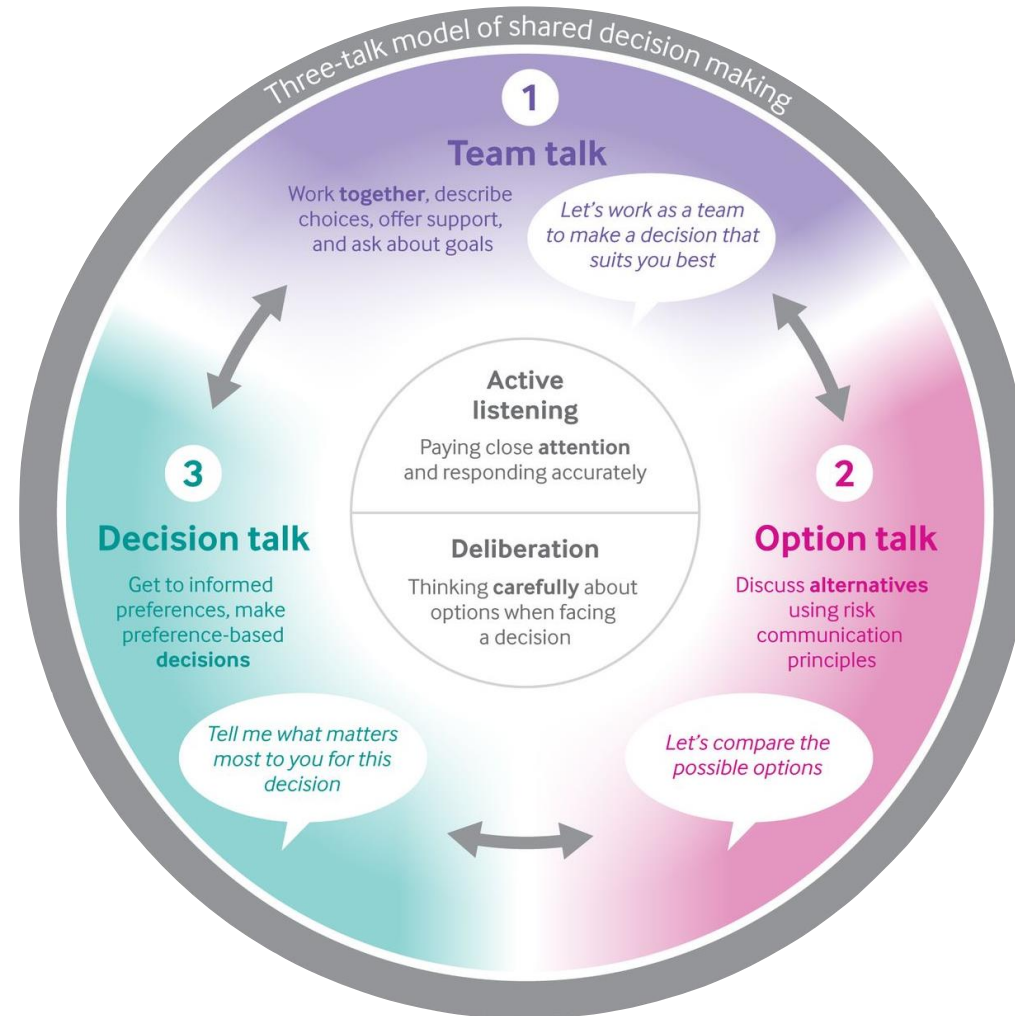 Three-talk model of shared decision making
1
Team talk
Work together, describe
choices, offer support,
and ask about goals
Let's work as a team
to make a decision that
suits you best
Active
listening
Paying close attention
and responding accurately
Deliberation
Thinking carefully about
options when facing
a decision
2
Option talk
Discuss alternatives
using risk
communication
principles
Let's compare the
possible options
3
Decision talk
Get to informed
preferences, make
preference-based
decisions
Tell me what matters
most to you for this
decision